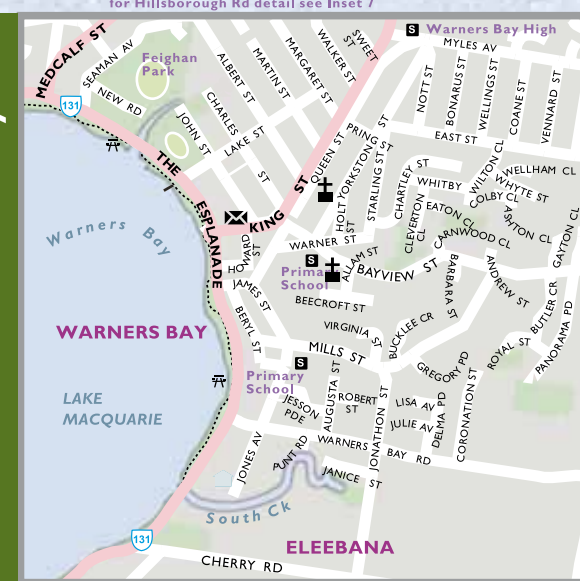 for Hillsborough Rd detail see Inset 7
Warners Bay High
S
MYLES AV
MEDCALF ST
SEAMAN AV
Feighan
Park
NEW RD
131
ALBERT ST
MARTIN ST
MARGARET ST
WALKER ST
SWEET
ST
NOTT ST
BONARUS ST
WELLINGS ST
COANE ST
VENNARD ST
CHARLES
ST
JOHN ST
LAKE ST
QUEEN ST
PRING ST
EAST ST
THE
ESPLANADE
KING ST
HOLT ST
YORKSTON ST
STARLING ST
CHARTLEY ST
WHITBY
WILTON CL
WELLHAM CL
WHYTE ST
COLBY CL
ASHTON CL
EATON CL
CLEVERTON
CL
CARNWOOD CL
GAYTON CL
Warners Bay
HOWARD
ST
WARNER ST
S
Primary
School
ALLAM ST
BAYVIEW ST
BARBARA ST
ANDREW ST
BUTLER CR
PANORAMA PD
JAMES ST
BEECROFT ST
BERYL ST
VIRGINIA ST
BUCKLEE CR
WARNERS BAY
MILLS ST
S
GREGORY PD
ROYAL ST
Primary
School
LAKE
MACQUARIE
JESSON
PDE
AUGUSTA ST
ROBERT
ST
JONATHON ST
LISA AV
JULIE AV
DELMA PD
CORONATION ST
JONES AV
PUNT RD
WARNERS BAY RD
JANICE ST
South Ck
131
ELEEBANA
CHERRY RD